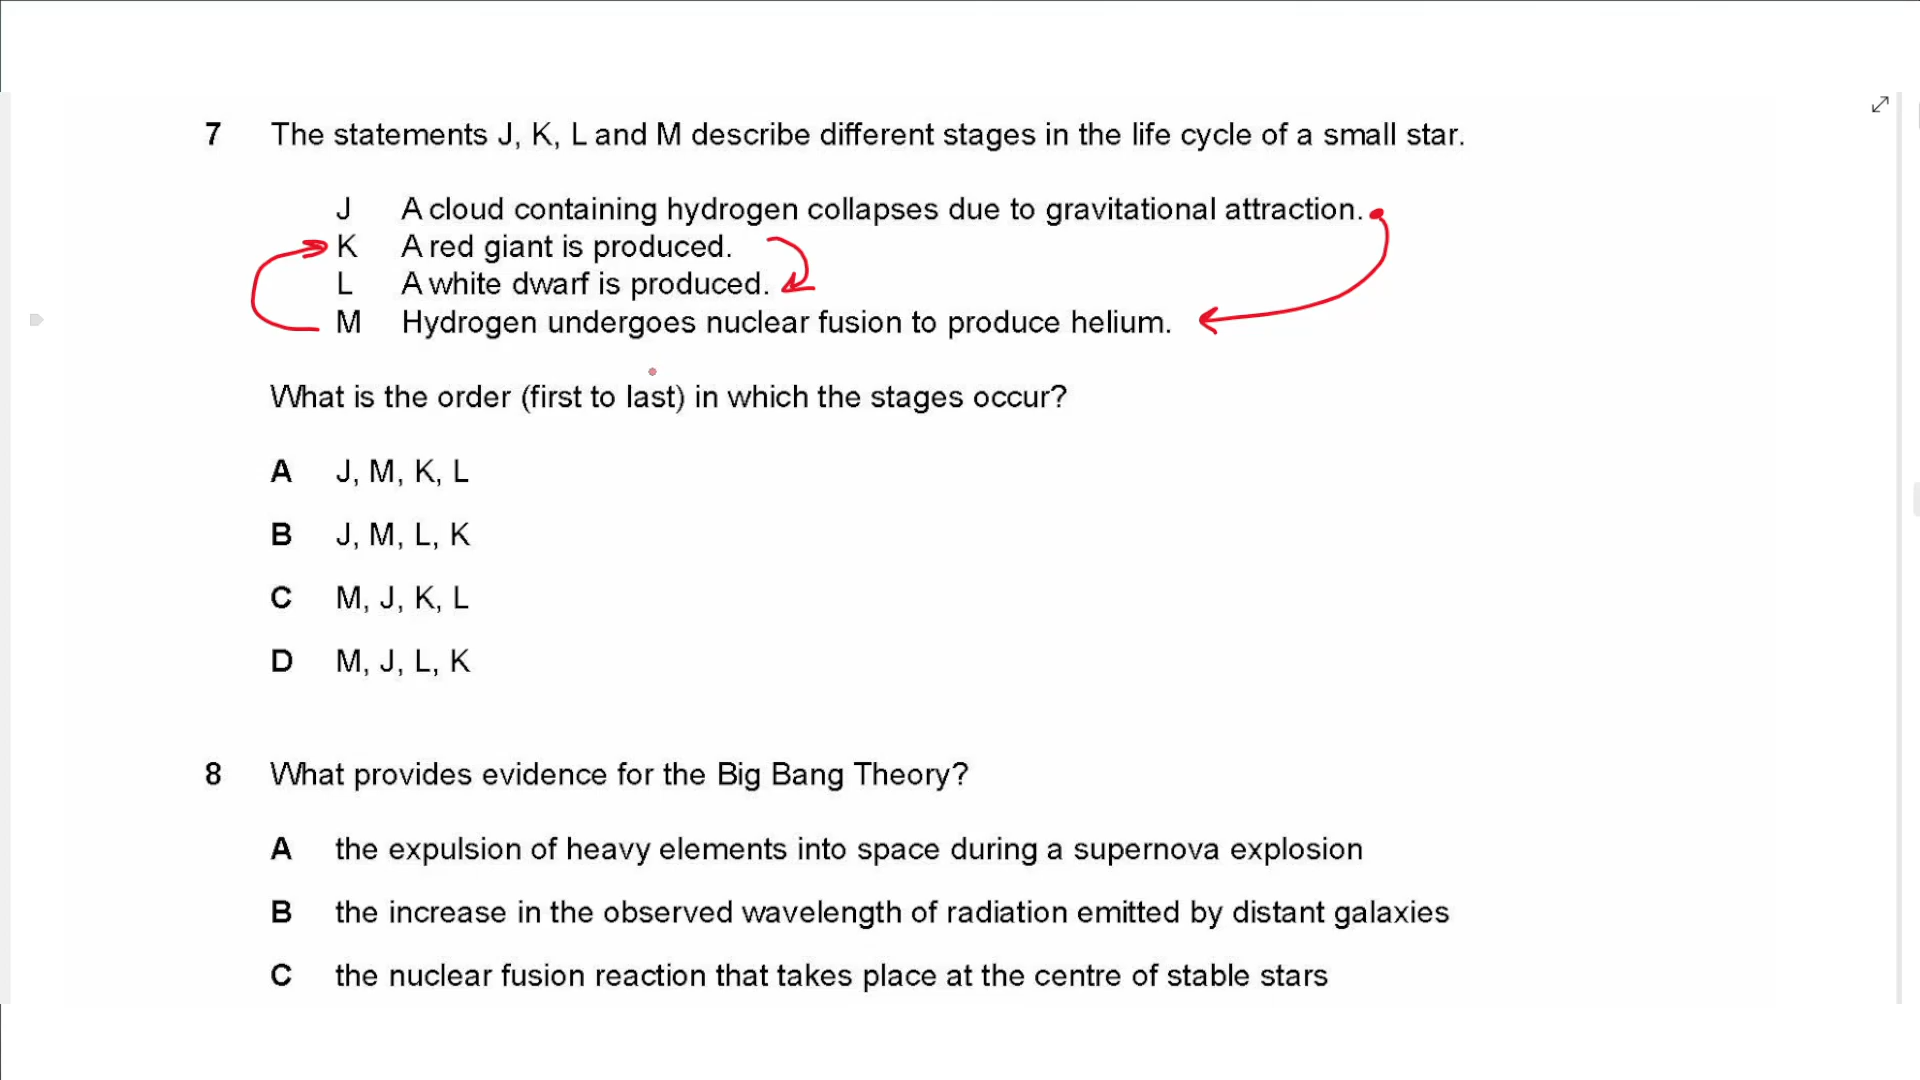 7 The statements J, K, L and M describe different stages in the life cycle of a small star.
J A cloud containing hydrogen collapses due to gravitational attraction.
K A red giant is produced.
L A white dwarf is produced.
M Hydrogen undergoes nuclear fusion to produce helium.
What is the order (first to last) in which the stages occur?
A J, M, K, L
B J, M, L, K
C M, J, K, L
D M, J, L, K
8 What provides evidence for the Big Bang Theory?
A the expulsion of heavy elements into space during a supernova explosion
B the increase in the observed wavelength of radiation emitted by distant galaxies
C the nuclear fusion reaction that takes place at the centre of stable stars